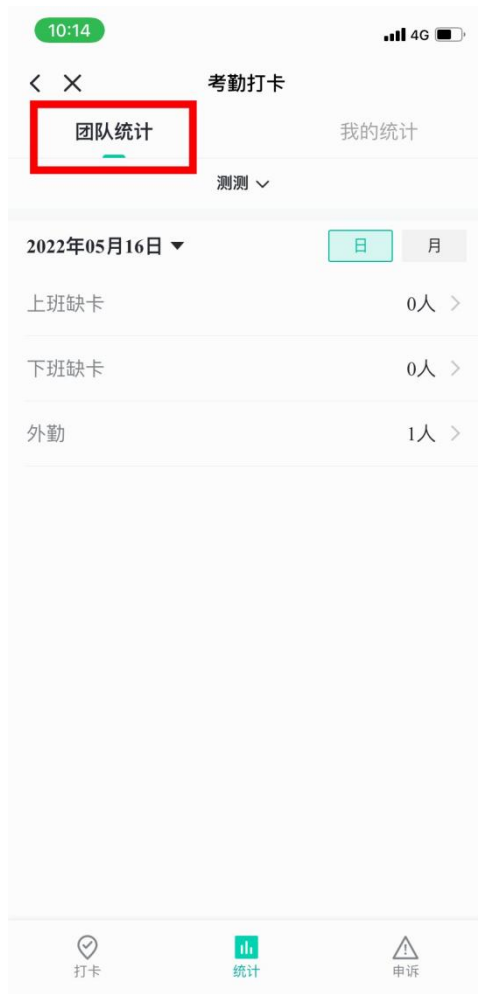 10:14 4G
考勤打卡
团队统计 我的统计
测测
2022年05月16日 日 月
上班缺卡 0人
下班缺卡 0人
外勤 1人
打卡 统计 申诉